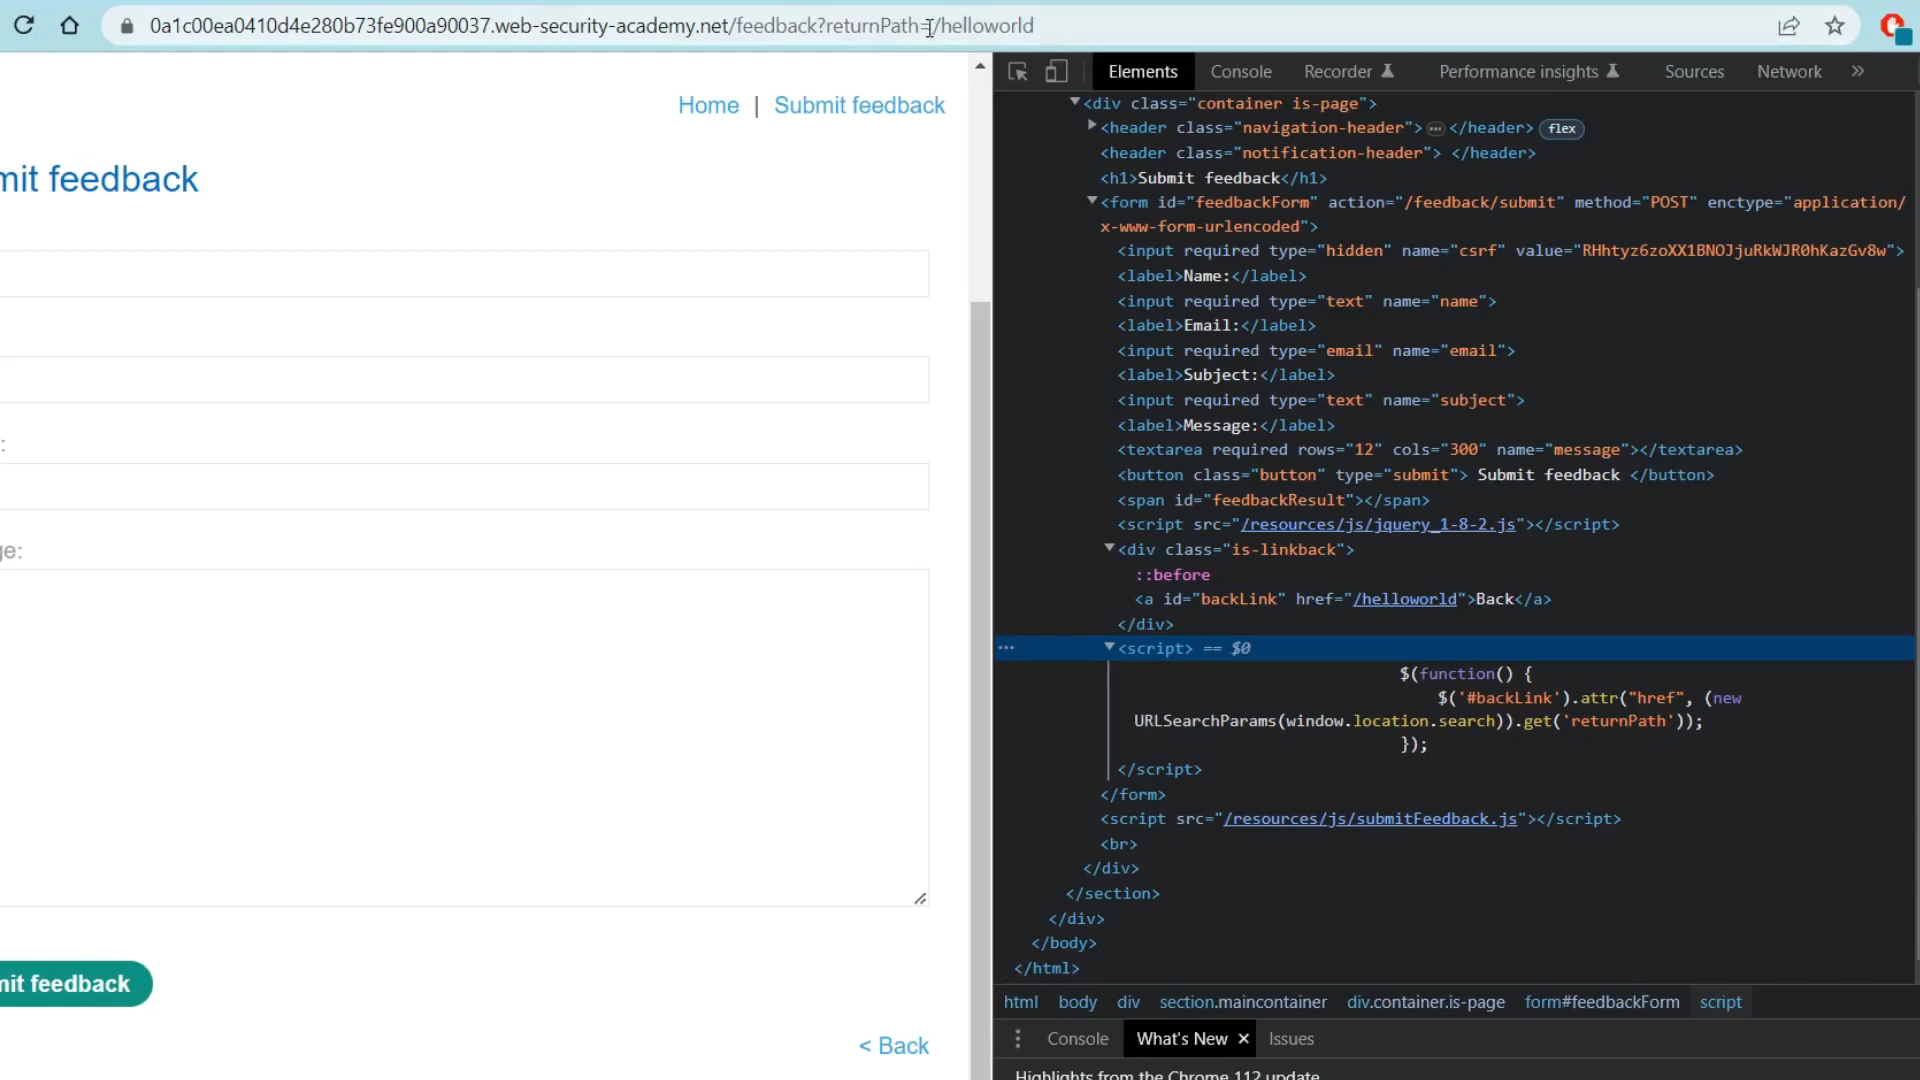 0a1c00ea0410d4e280b73fe900a90037.web-security-academy.net/feedback?returnPath=/helloworld
Home | Submit feedback
mit feedback
:
ge:
mit feedback
< Back
Elements Console Recorder Performance insights Sources Network »
<div class="container is-page">
<header class="navigation-header"> ⋯ </header> flex
<header class="notification-header"> </header>
<h1>Submit feedback</h1>
<form id="feedbackForm" action="/feedback/submit" method="POST" enctype="application/
x-www-form-urlencoded">
<input required type="hidden" name="csrf" value="RHhtyz6zoXX1BNOJjuRkWJR0hKazGv8w">
<label>Name:</label>
<input required type="text" name="name">
<label>Email:</label>
<input required type="email" name="email">
<label>Subject:</label>
<input required type="text" name="subject">
<label>Message:</label>
<textarea required rows="12" cols="300" name="message"></textarea>
<button class="button" type="submit"> Submit feedback </button>
<span id="feedbackResult"></span>
<script src="/resources/js/jquery_1-8-2.js"></script>
<div class="is-linkback">
::before
<a id="backLink" href="/helloworld">Back</a>
</div>
<script> == $0
$(function() {
$('#backLink').attr("href", (new
URLSearchParams(window.location.search)).get('returnPath'));
});
</script>
</form>
<script src="/resources/js/submitFeedback.js"></script>
<br>
</div>
</section>
</div>
</body>
</html>
html body div section.maincontainer div.container.is-page form#feedbackForm script
Console What's New × Issues
Highlights from the Chrome 112 update